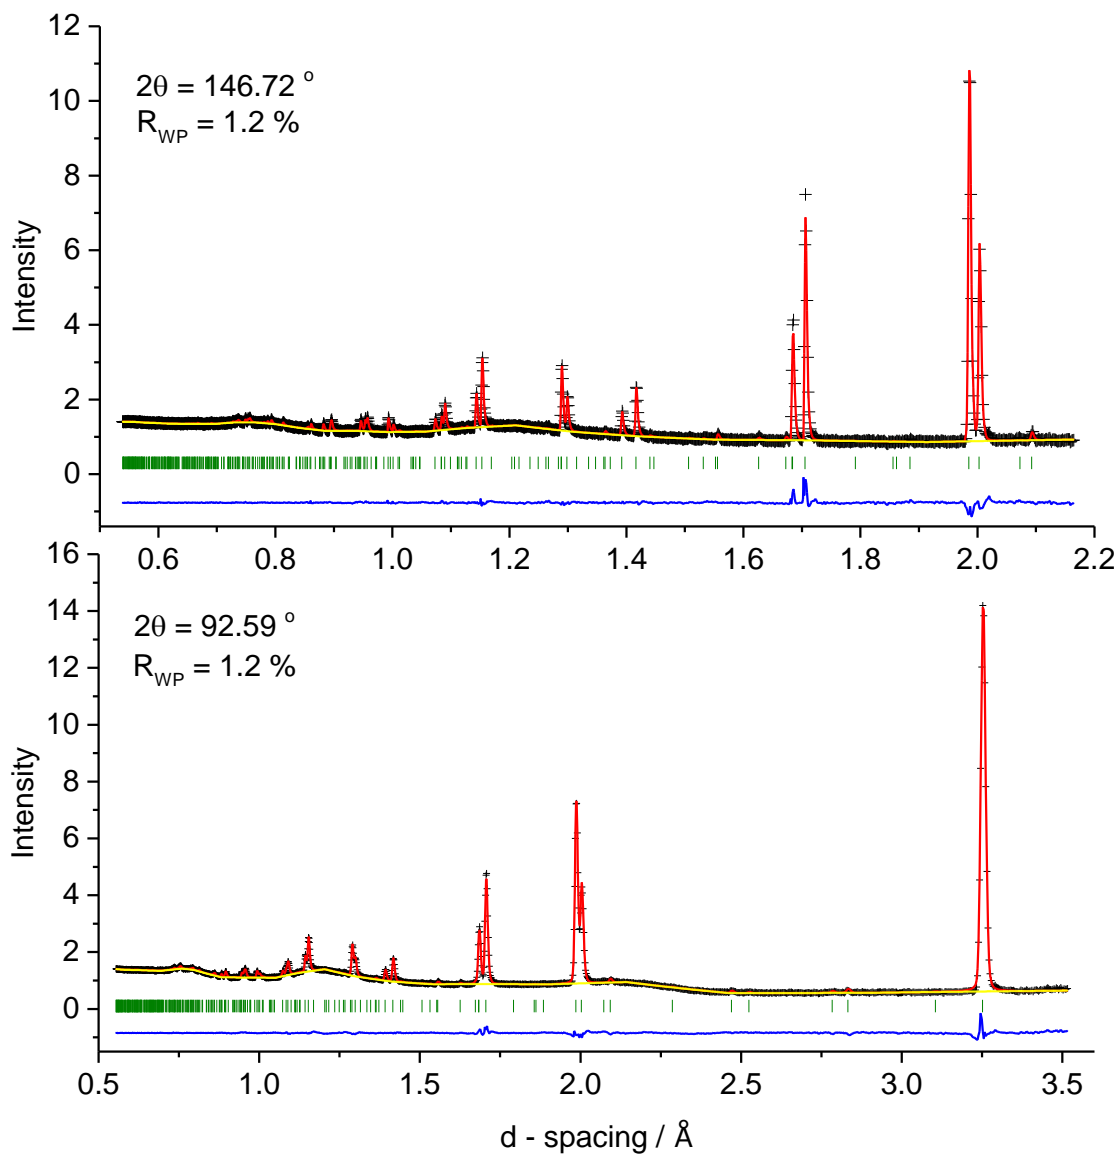 12
10
8
6
4
2
0
Intensity
2θ = 146.72 °
R_WP = 1.2 %
0.6 0.8 1.0 1.2 1.4 1.6 1.8 2.0 2.2
16
14
12
10
8
6
4
2
0
Intensity
2θ = 92.59 °
R_WP = 1.2 %
0.5 1.0 1.5 2.0 2.5 3.0 3.5
d - spacing / Å